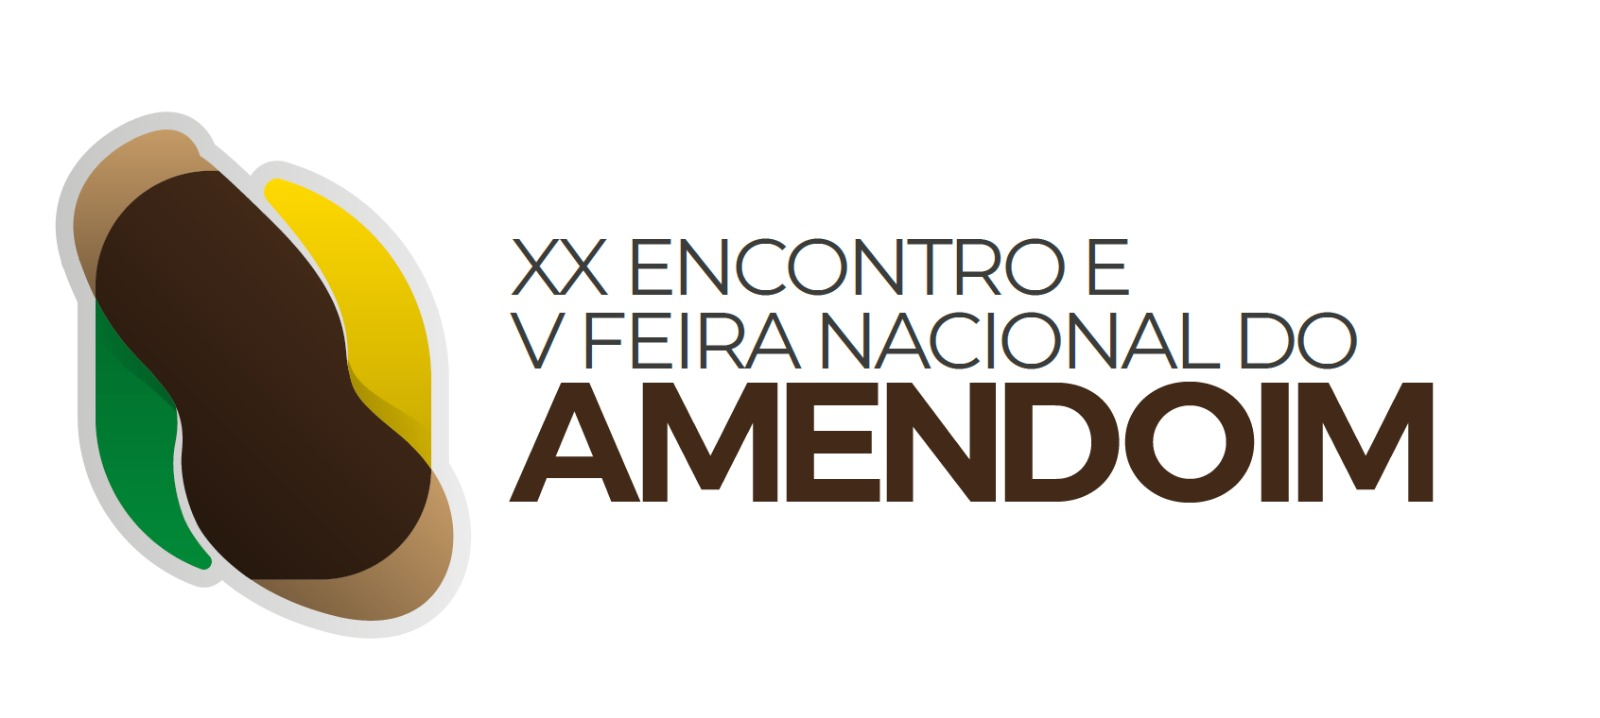 XX ENCONTRO E
V FEIRA NACIONAL DO
AMENDOIM